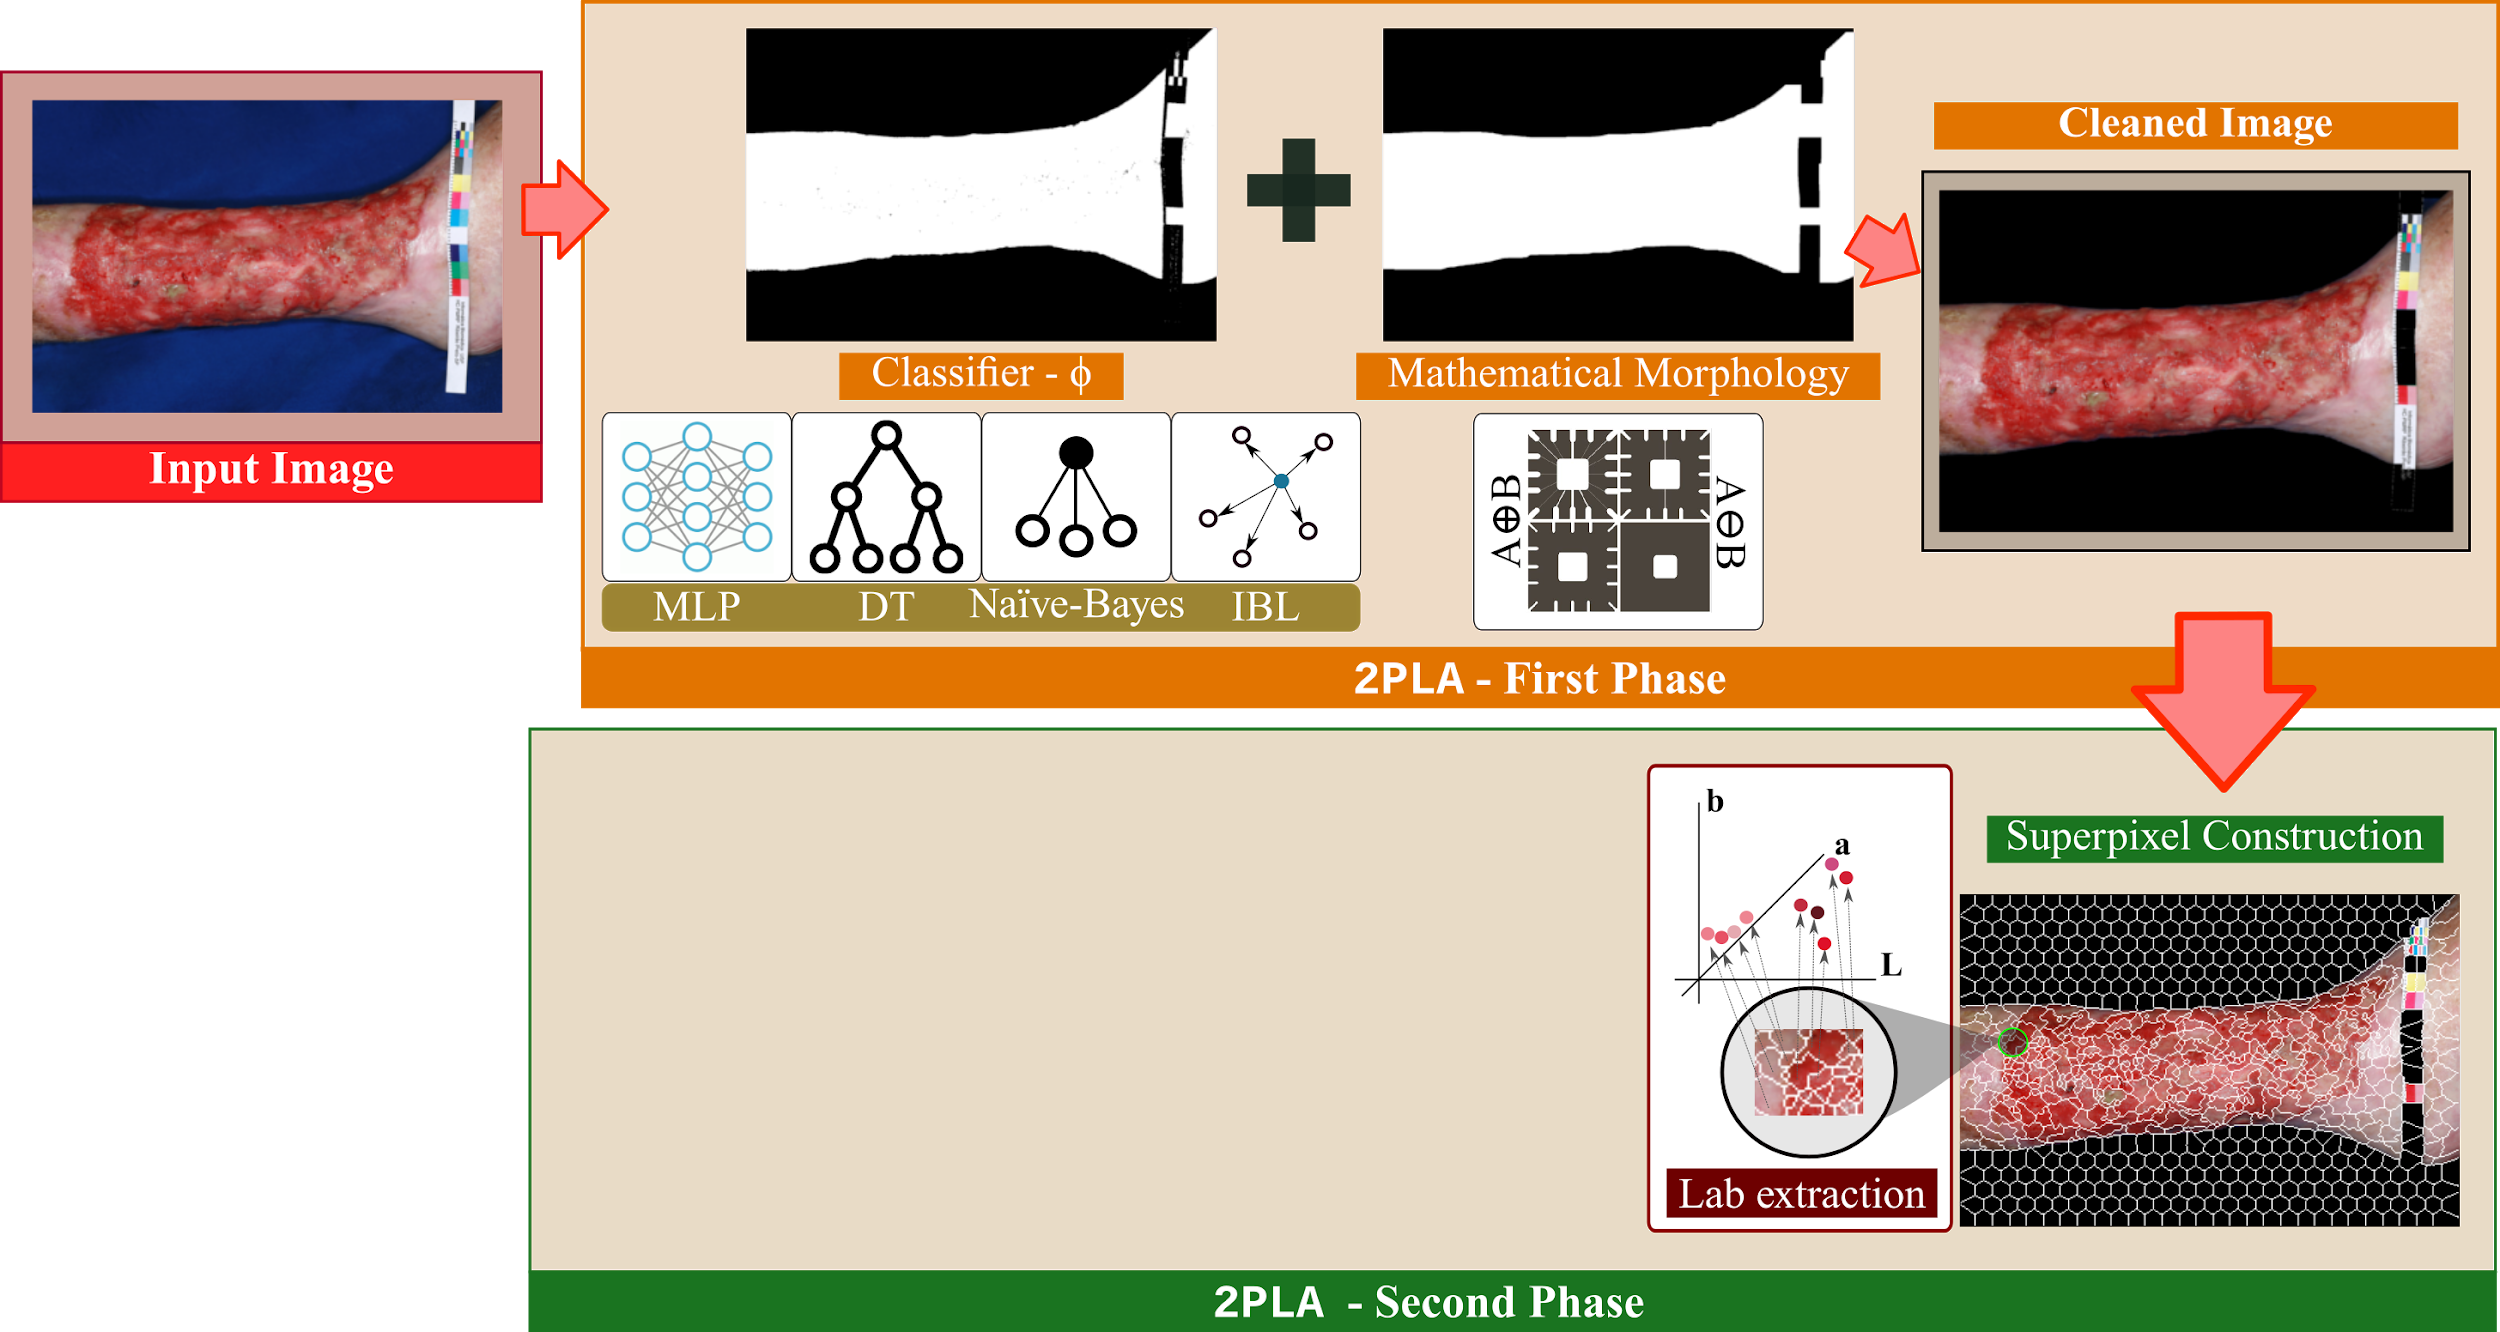 Input Image
Classifier - ϕ
Mathematical Morphology
Cleaned Image
MLP
DT
Naïve-Bayes
IBL
A⊕B
A⊖B
2PLA - First Phase
b
a
L
Lab extraction
Superpixel Construction
2PLA - Second Phase